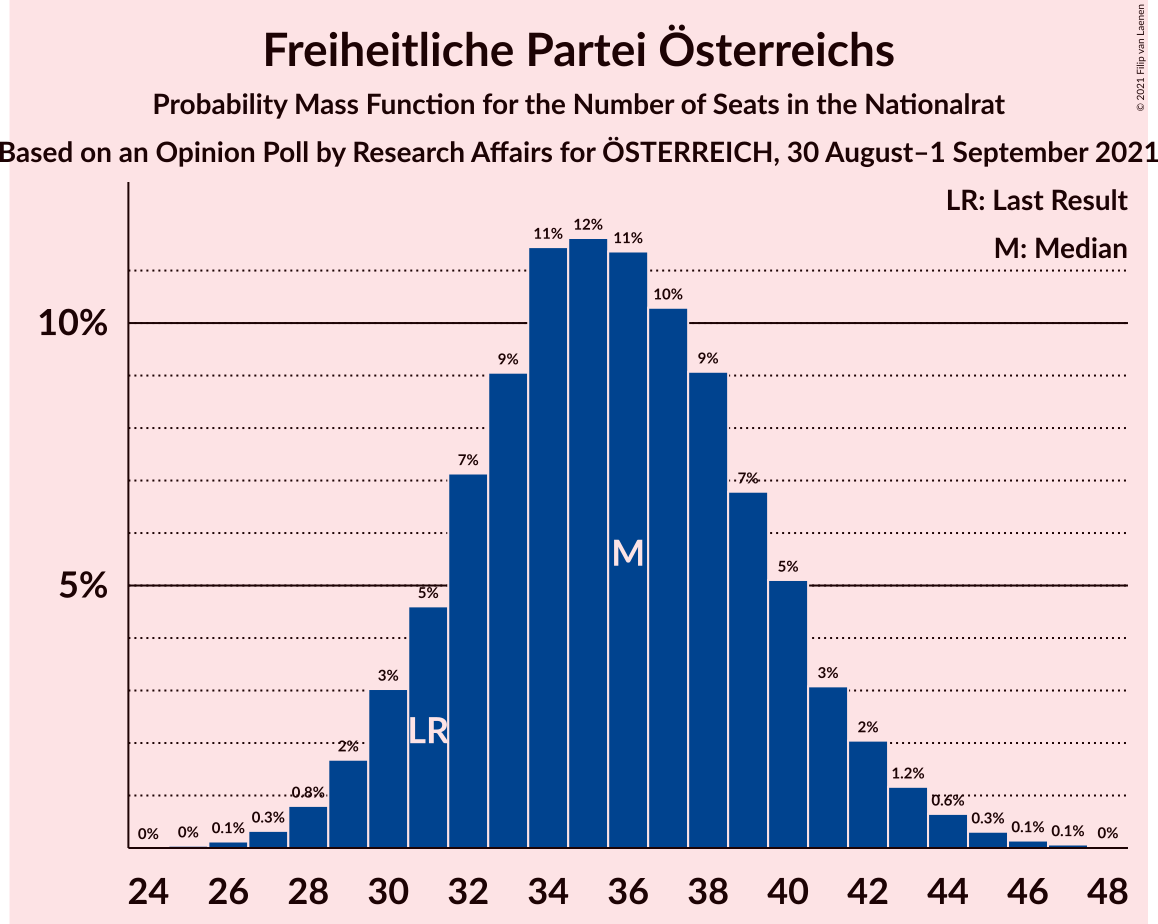 Freiheitliche Partei Österreichs
Probability Mass Function for the Number of Seats in the Nationalrat
Based on an Opinion Poll by Research Affairs for ÖSTERREICH, 30 August–1 September 2021
© 2021 Filip van Laenen
LR: Last Result
M: Median
10%
5%
0% 0% 0.1% 0.3% 0.8% 2% 3% 5% 7% 9% 11% 12% 11% 10% 9% 7% 5% 3% 2% 1.2% 0.6% 0.3% 0.1% 0.1% 0%
LR
M
24 26 28 30 32 34 36 38 40 42 44 46 48